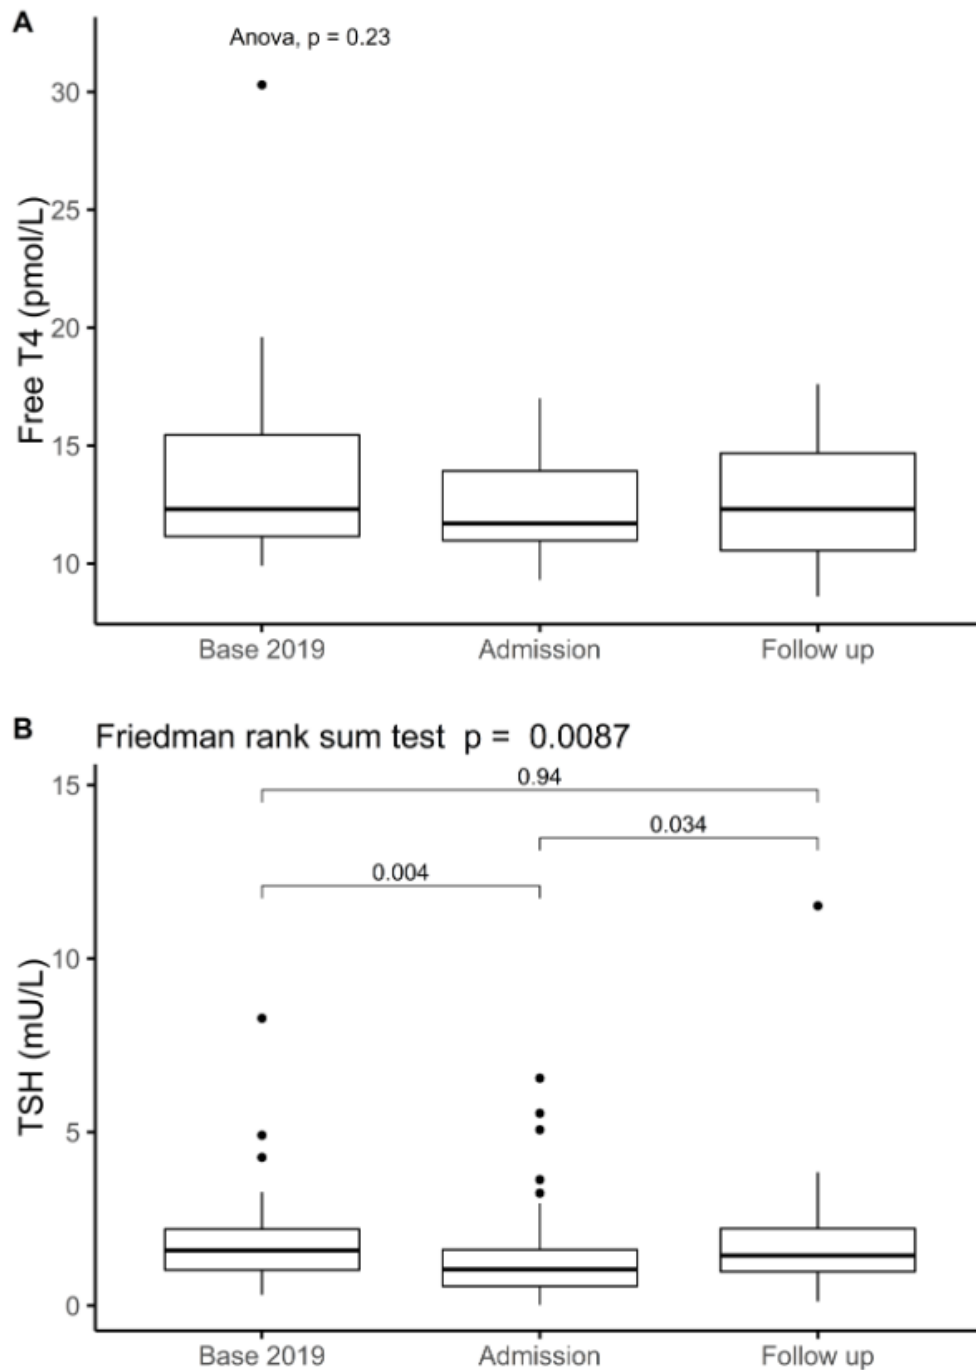 A
Anova, p = 0.23
30
25
20
15
10
Free T4 (pmol/L)
Base 2019 Admission Follow up
B Friedman rank sum test p = 0.0087
0.94
0.034
0.004
15
10
5
0
TSH (mU/L)
Base 2019 Admission Follow up